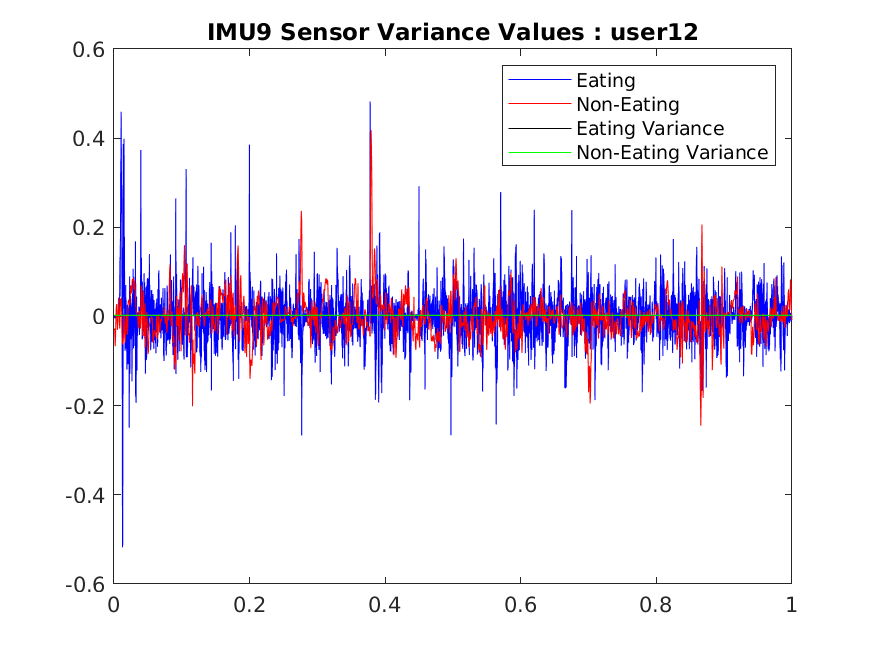 IMU9 Sensor Variance Values : user12
0.6
Eating
Non-Eating
Eating Variance
Non-Eating Variance
0.4
0.2
0
-0.2
-0.4
-0.6
0 0.2 0.4 0.6 0.8 1